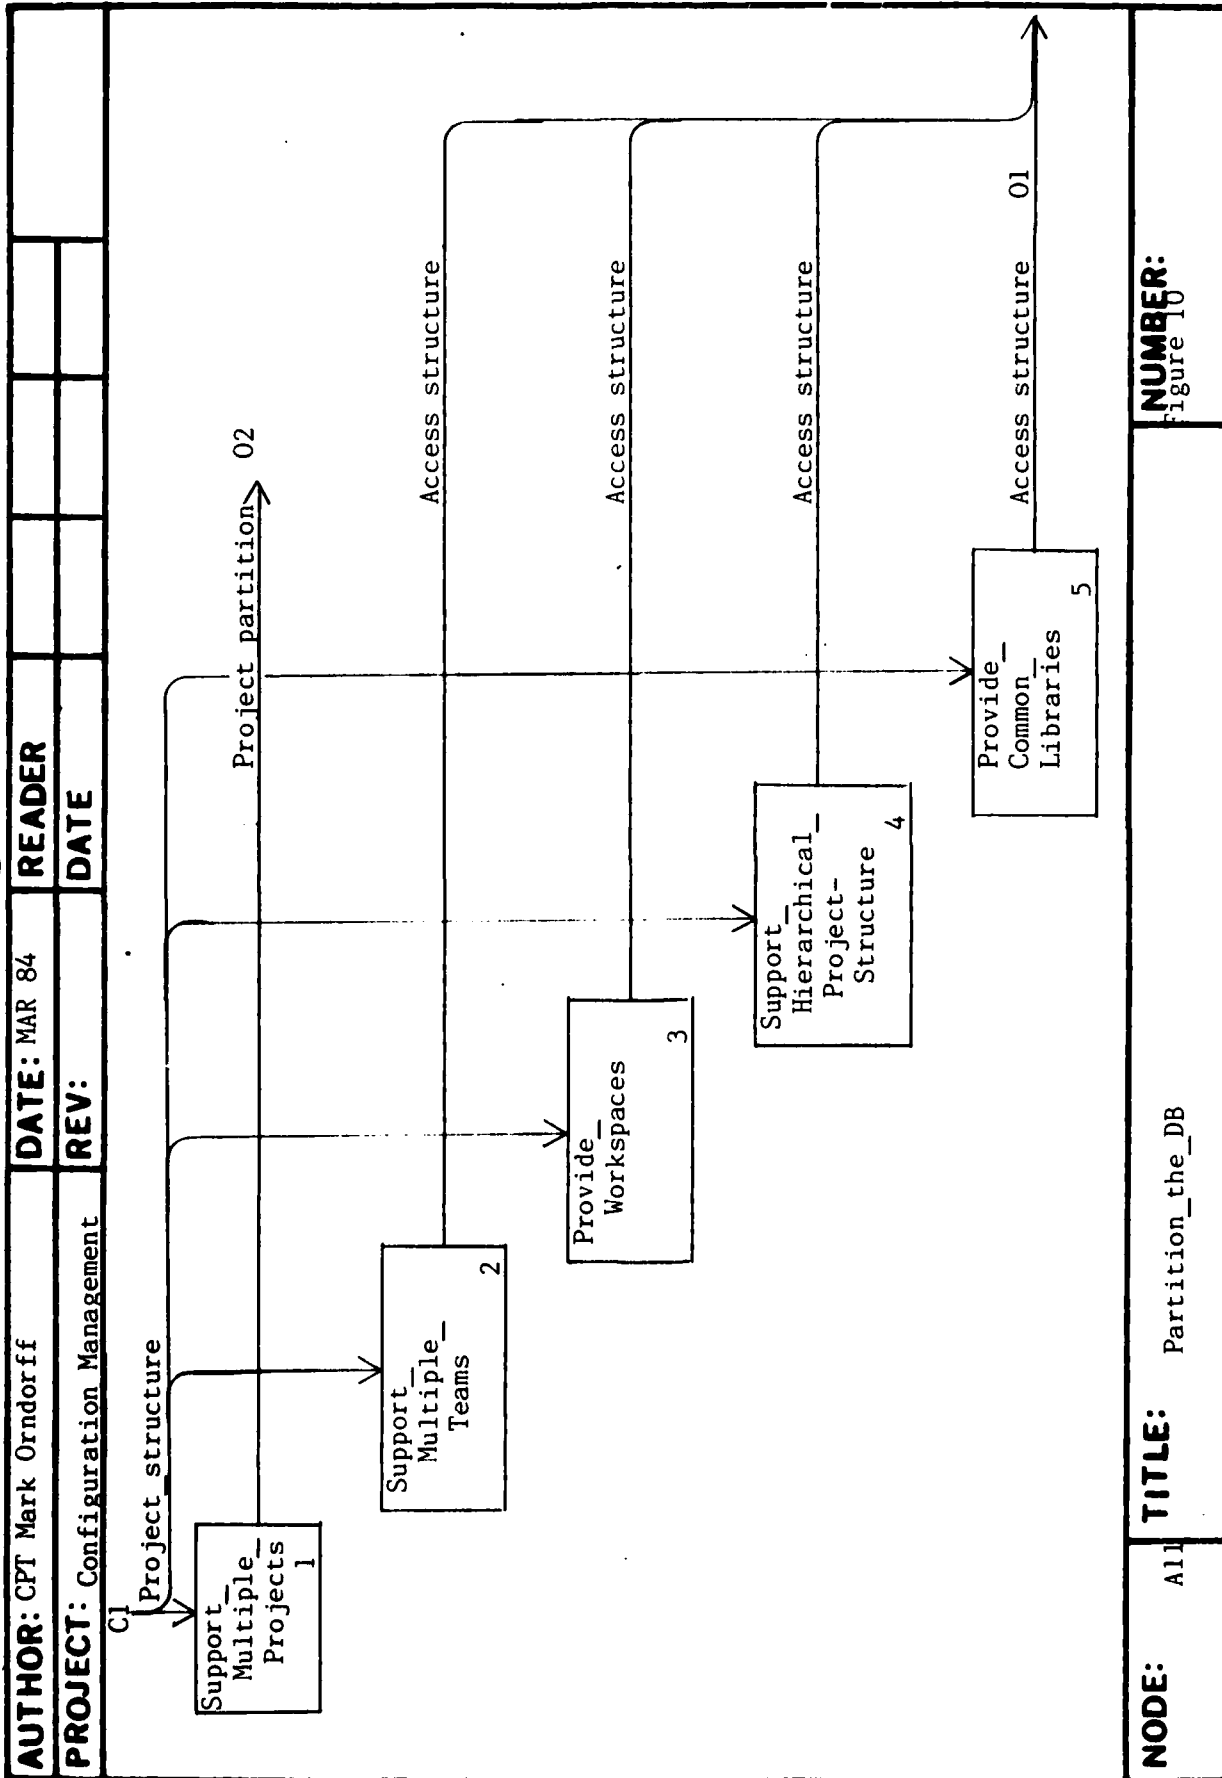 AUTHOR: CPT Mark Orndorff
DATE: MAR 84
READER
PROJECT: Configuration Management
REV:
DATE
C1
Project_structure
Support_
Multiple_
Projects
1
Project partition
O2
Support_
Multiple_
Teams
2
Access structure
Provide_
Workspaces
3
Access structure
Support_
Hierarchical_
Project-
Structure
4
Access structure
Provide_
Common_
Libraries
5
Access structure
O1
NODE:
A11
TITLE:
Partition_the_DB
NUMBER:
Figure 10